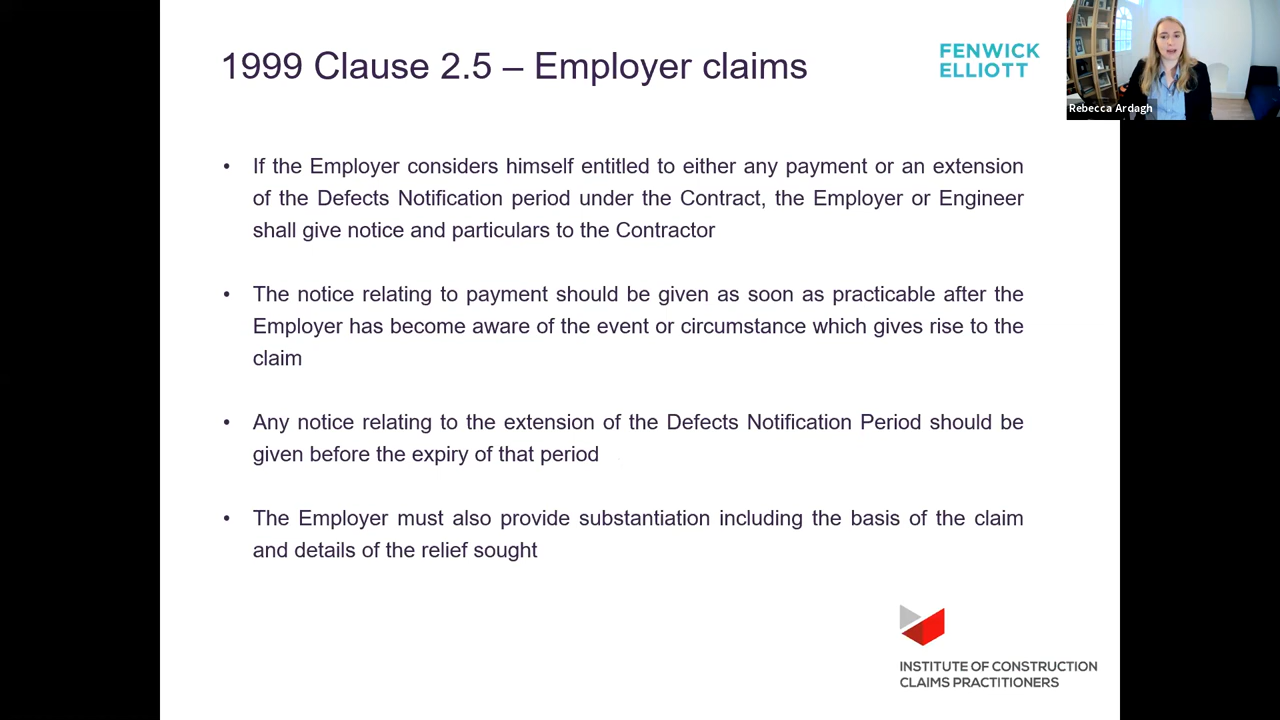 1999 Clause 2.5 – Employer claims
FENWICK
ELLIOTT
Rebecca Ardagh
• If the Employer considers himself entitled to either any payment or an extension
of the Defects Notification period under the Contract, the Employer or Engineer
shall give notice and particulars to the Contractor
• The notice relating to payment should be given as soon as practicable after the
Employer has become aware of the event or circumstance which gives rise to the
claim
• Any notice relating to the extension of the Defects Notification Period should be
given before the expiry of that period
• The Employer must also provide substantiation including the basis of the claim
and details of the relief sought
INSTITUTE OF CONSTRUCTION
CLAIMS PRACTITIONERS